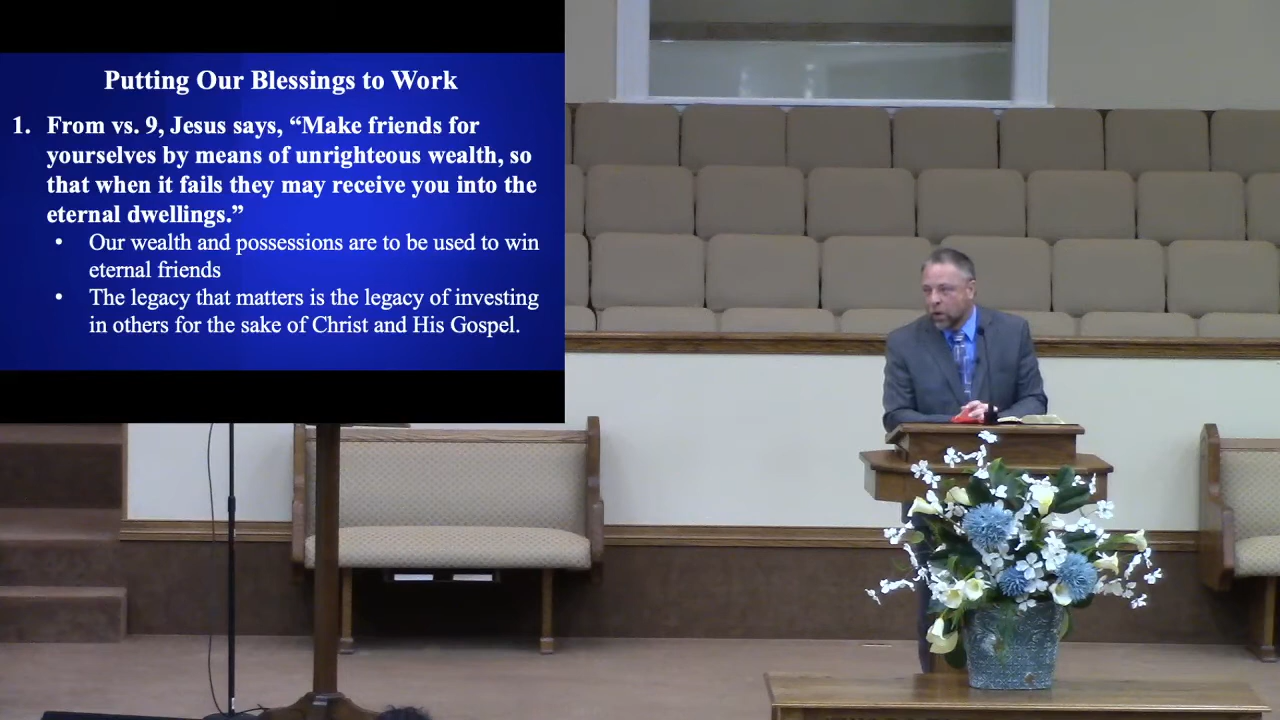 Putting Our Blessings to Work
1. From vs. 9, Jesus says, “Make friends for
yourselves by means of unrighteous wealth, so
that when it fails they may receive you into the
eternal dwellings.”
• Our wealth and possessions are to be used to win
eternal friends
• The legacy that matters is the legacy of investing
in others for the sake of Christ and His Gospel.